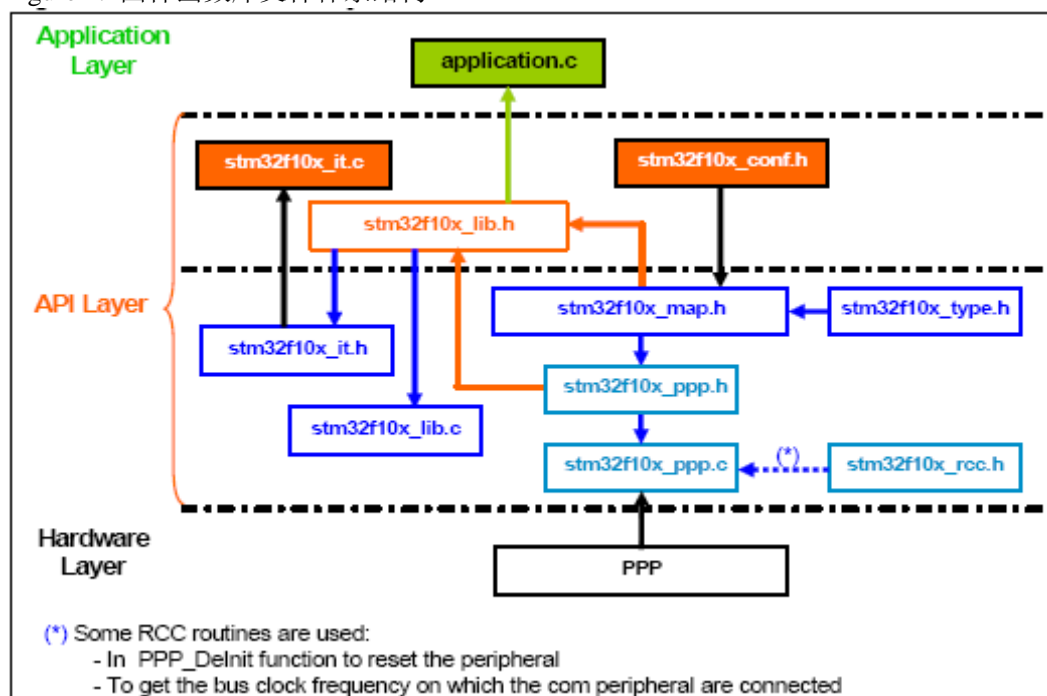 Application
Layer
application.c
stm32f10x_it.c
stm32f10x_conf.h
stm32f10x_lib.h
API Layer
stm32f10x_map.h
stm32f10x_type.h
stm32f10x_it.h
stm32f10x_ppp.h
stm32f10x_lib.c
stm32f10x_ppp.c
(*)
stm32f10x_rcc.h
Hardware
Layer
PPP
(*) Some RCC routines are used:
- In PPP_DeInit function to reset the peripheral
- To get the bus clock frequency on which the com peripheral are connected